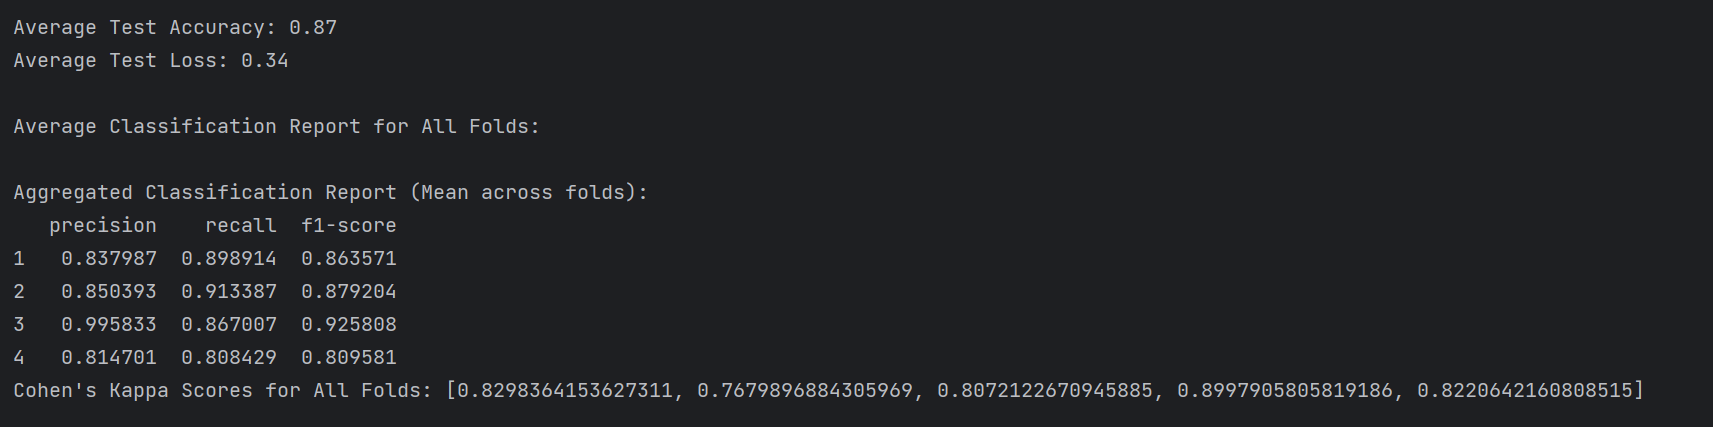 Average Test Accuracy: 0.87
Average Test Loss: 0.34
Average Classification Report for All Folds:
Aggregated Classification Report (Mean across folds):
precision recall f1-score
1 0.837987 0.898914 0.863571
2 0.850393 0.913387 0.879204
3 0.995833 0.867007 0.925808
4 0.814701 0.808429 0.809581
Cohen's Kappa Scores for All Folds: [0.8298364153627311, 0.7679896884305969, 0.8072122670945885, 0.8997905805819186, 0.8220642160808515]